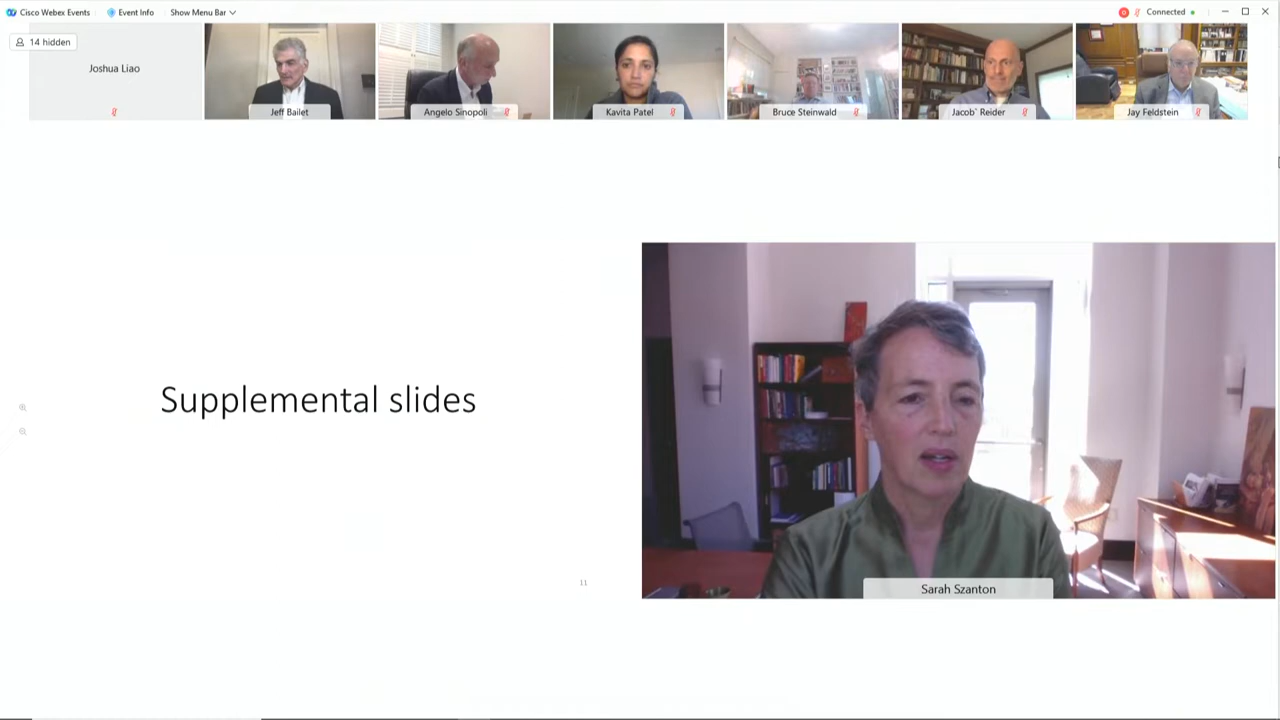 Cisco Webex Events Event Info Show Menu Bar Connected
14 hidden
Joshua Liao
Jeff Bailet
Angelo Sinopoli
Kavita Patel
Bruce Steinwald
Jacob` Reider
Jay Feldstein
Supplemental slides
11
Sarah Szanton